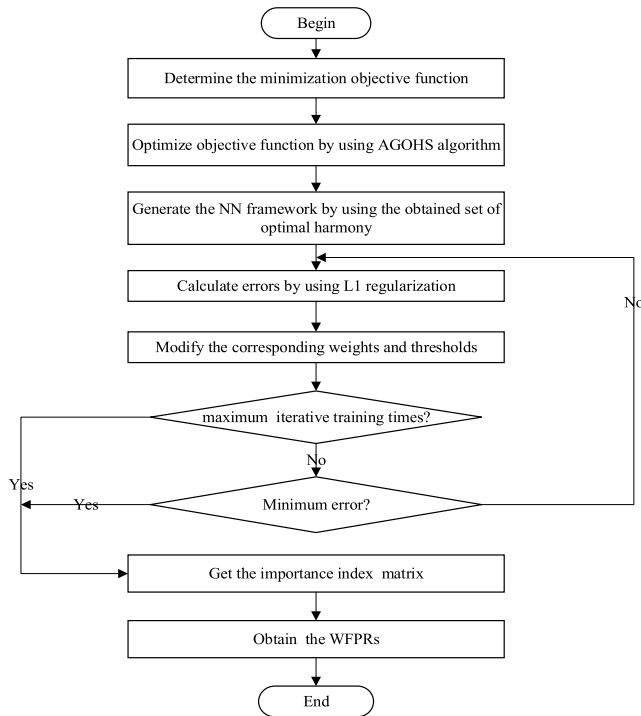 Begin
Determine the minimization objective function
Optimize objective function by using AGOHS algorithm
Generate the NN framework by using the obtained set of
optimal harmony
Calculate errors by using L1 regularization
No
Modify the corresponding weights and thresholds
maximum iterative training times?
No
Yes
Yes
Minimum error?
Get the importance index matrix
Obtain the WFPRs
End